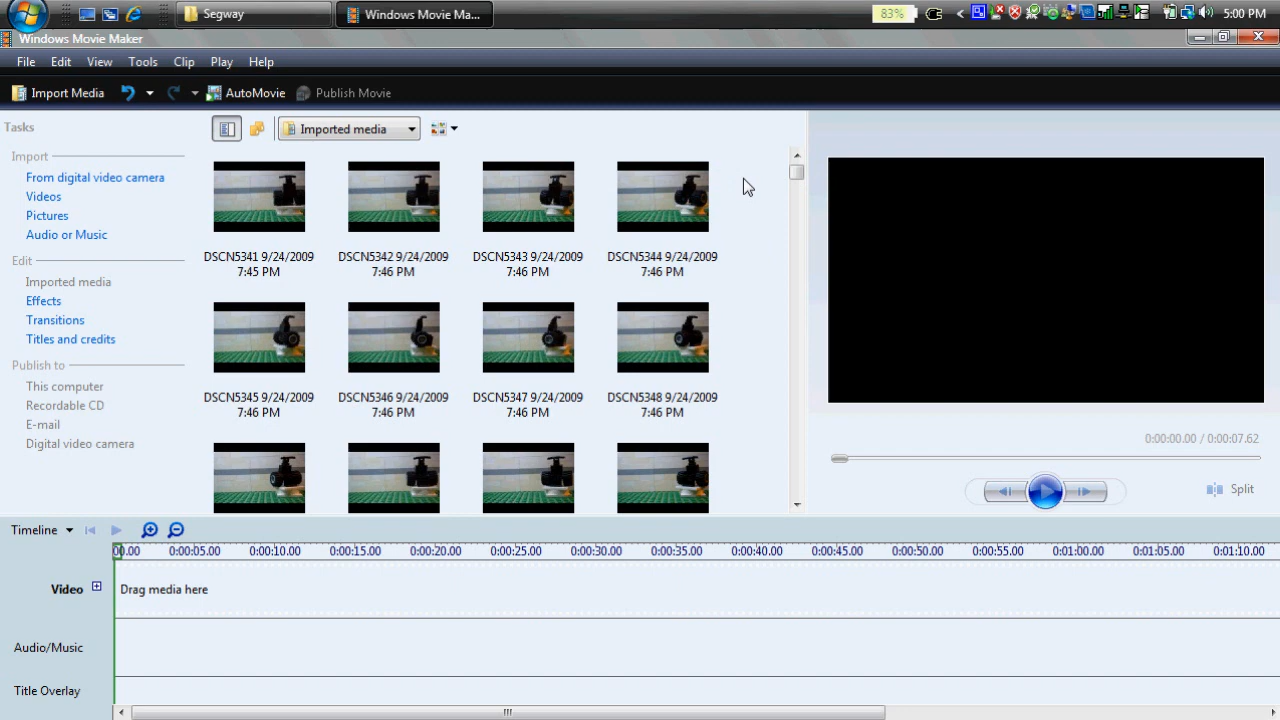 Segway
Windows Movie Ma...
83%
5:00 PM
Windows Movie Maker
File Edit View Tools Clip Play Help
Import Media
AutoMovie
Publish Movie
Tasks
Import
From digital video camera
Videos
Pictures
Audio or Music
Edit
Imported media
Effects
Transitions
Titles and credits
Publish to
This computer
Recordable CD
E-mail
Digital video camera
Imported media
DSCN5341 9/24/2009 7:45 PM
DSCN5342 9/24/2009 7:46 PM
DSCN5343 9/24/2009 7:46 PM
DSCN5344 9/24/2009 7:46 PM
DSCN5345 9/24/2009 7:46 PM
DSCN5346 9/24/2009 7:46 PM
DSCN5347 9/24/2009 7:46 PM
DSCN5348 9/24/2009 7:46 PM
0:00:00.00 / 0:00:07.62
Split
Timeline
00.00 0:00:05.00 0:00:10.00 0:00:15.00 0:00:20.00 0:00:25.00 0:00:30.00 0:00:35.00 0:00:40.00 0:00:45.00 0:00:50.00 0:00:55.00 0:01:00.00 0:01:05.00 0:01:10.00
Video
Drag media here
Audio/Music
Title Overlay